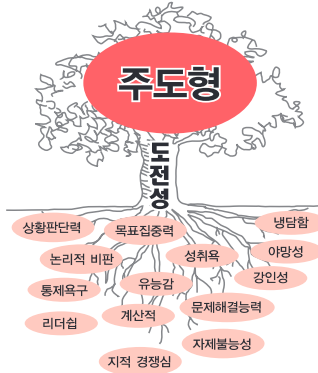 주도형
도전성
상황판단력
목표집중력
냉담함
논리적 비판
성취욕
야망성
통제욕구
유능감
강인성
리더쉽
계산적
문제해결능력
자제불능성
지적 경쟁심